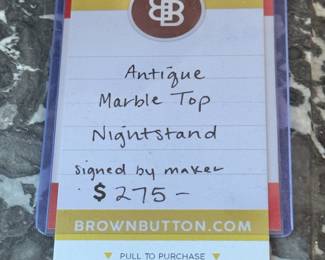 Antique
Marble Top
Nightstand
signed by maker
$275-
BROWNBUTTON.COM
PULL TO PURCHASE